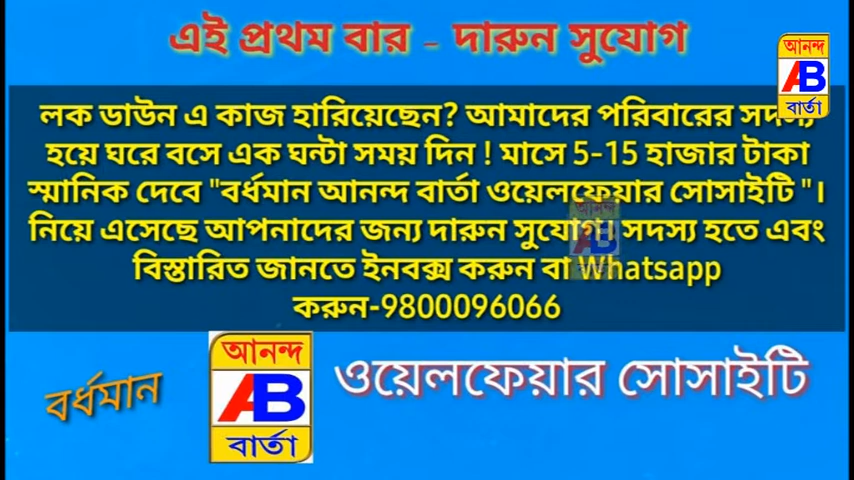 এই প্রথম বার - দারুন সুযোগ
আনন্দ
AB
বার্তা
লক ডাউন এ কাজ হারিয়েছেন? আমাদের পরিবারের সদস্য
হয়ে ঘরে বসে এক ঘন্টা সময় দিন ! মাসে 5-15 হাজার টাকা
স্মানিক দেবে "বর্ধমান আনন্দ বার্তা ওয়েলফেয়ার সোসাইটি "।
নিয়ে এসেছে আপনাদের জন্য দারুন সুযোগ। সদস্য হতে এবং
বিস্তারিত জানতে ইনবক্স করুন বা Whatsapp
করুন-9800096066
আনন্দ
AB
বার্তা
বর্ধমান
আনন্দ
AB
বার্তা
ওয়েলফেয়ার সোসাইটি